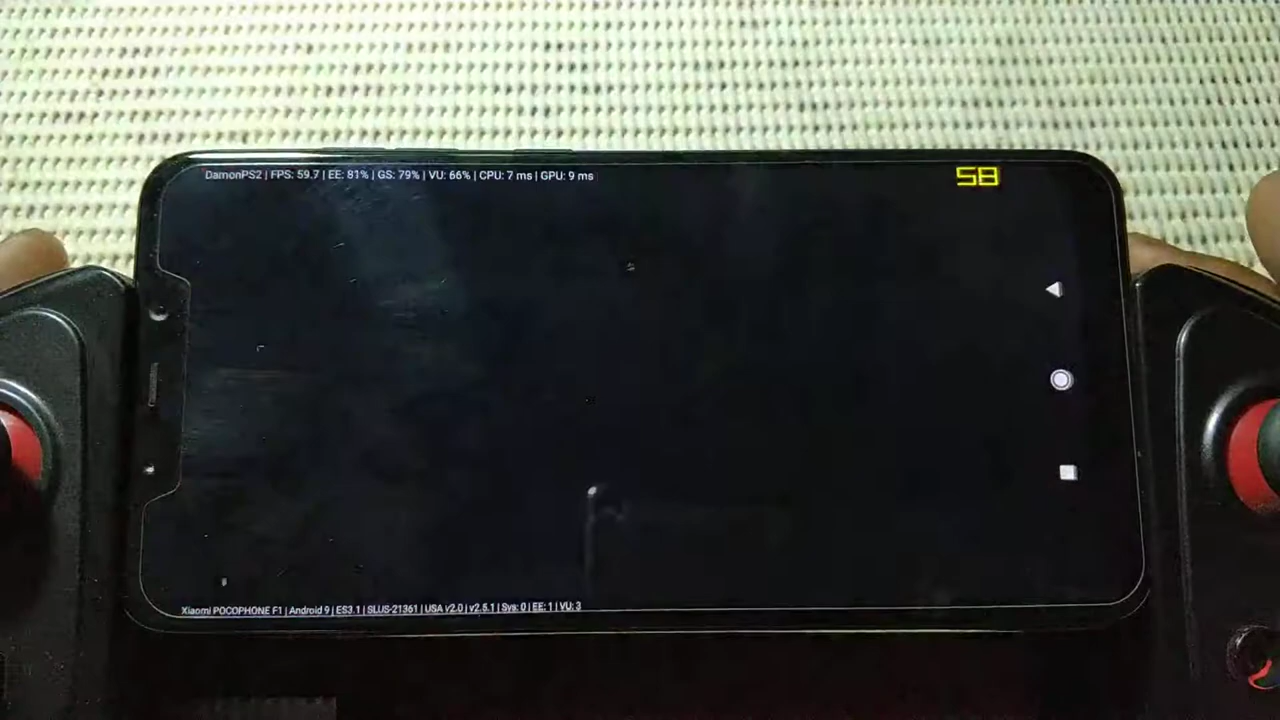 DamonPS2 | FPS: 59.7 | EE: 81% | GS: 79% | VU: 66% | CPU: 7 ms | GPU: 9 ms
58
Xiaomi POCOPHONE F1 | Android 9 | ES3.1 | SLUS-21361 | USA v2.0 | v2.5.1 | Sys: 0 | EE: 1 | VU: 3